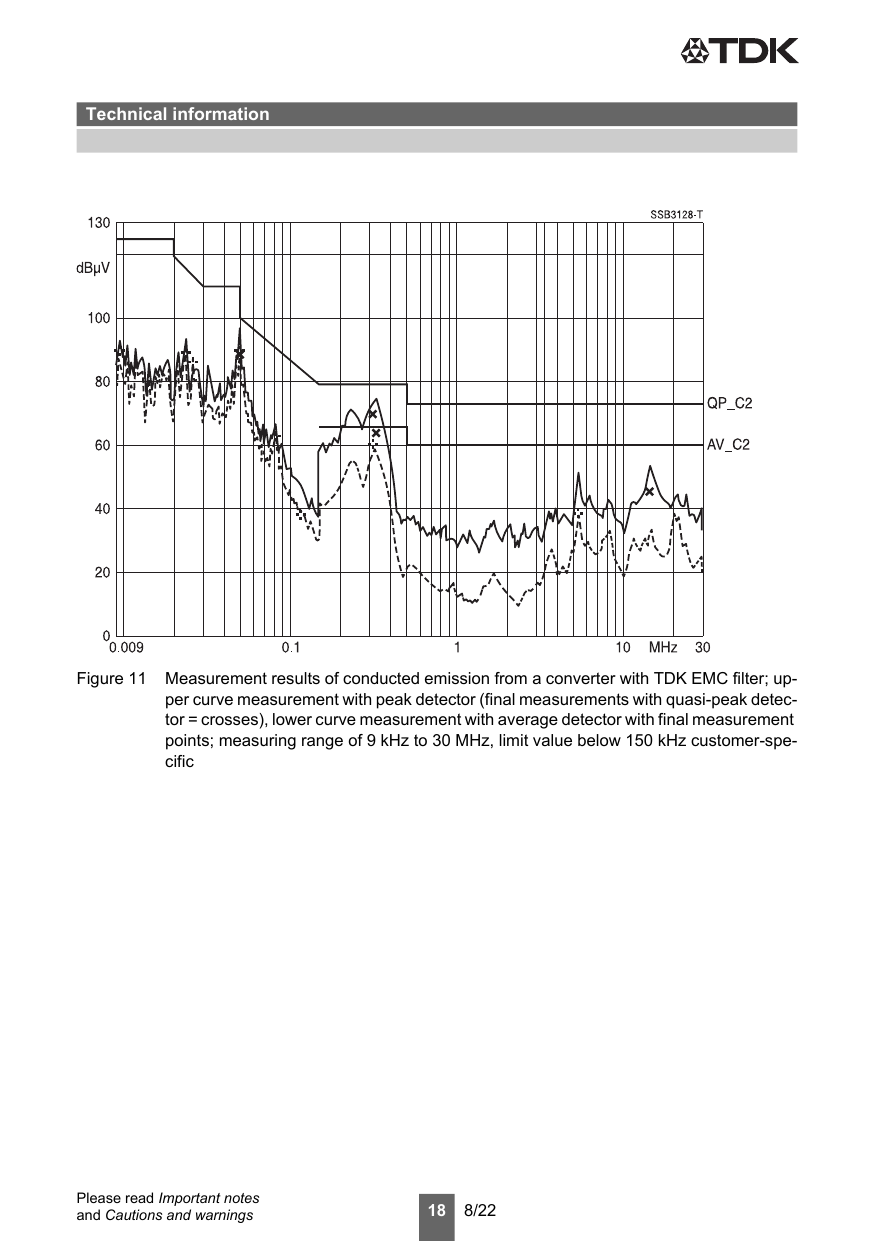 TDK
Technical information
SSB3128-T
130
dBµV
100
80
QP_C2
60
AV_C2
40
20
0
0.009 0.1 1 10 MHz 30
Figure 11 Measurement results of conducted emission from a converter with TDK EMC filter; up-
per curve measurement with peak detector (final measurements with quasi-peak detec-
tor = crosses), lower curve measurement with average detector with final measurement
points; measuring range of 9 kHz to 30 MHz, limit value below 150 kHz customer-spe-
cific
Please read Important notes
and Cautions and warnings
18 8/22